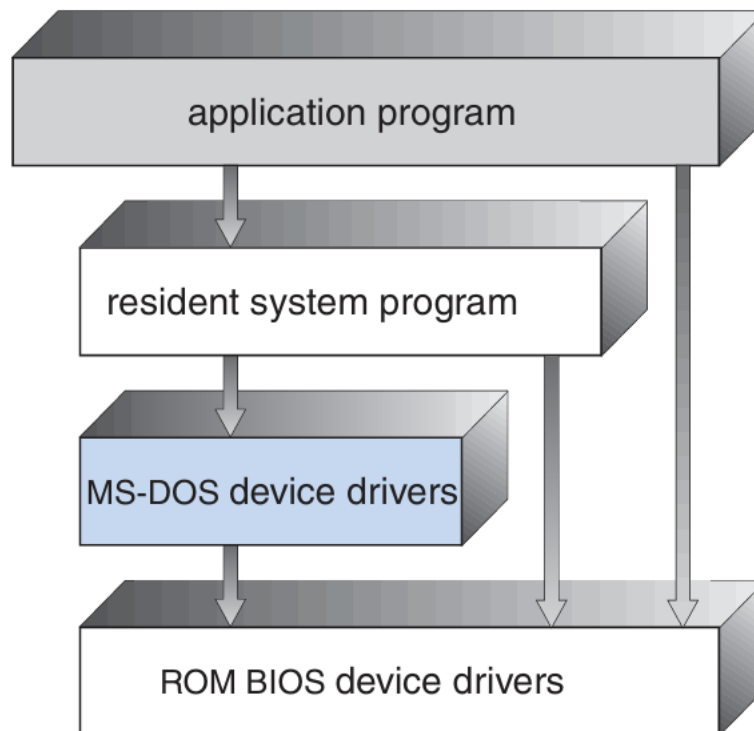 application program
resident system program
MS-DOS device drivers
ROM BIOS device drivers